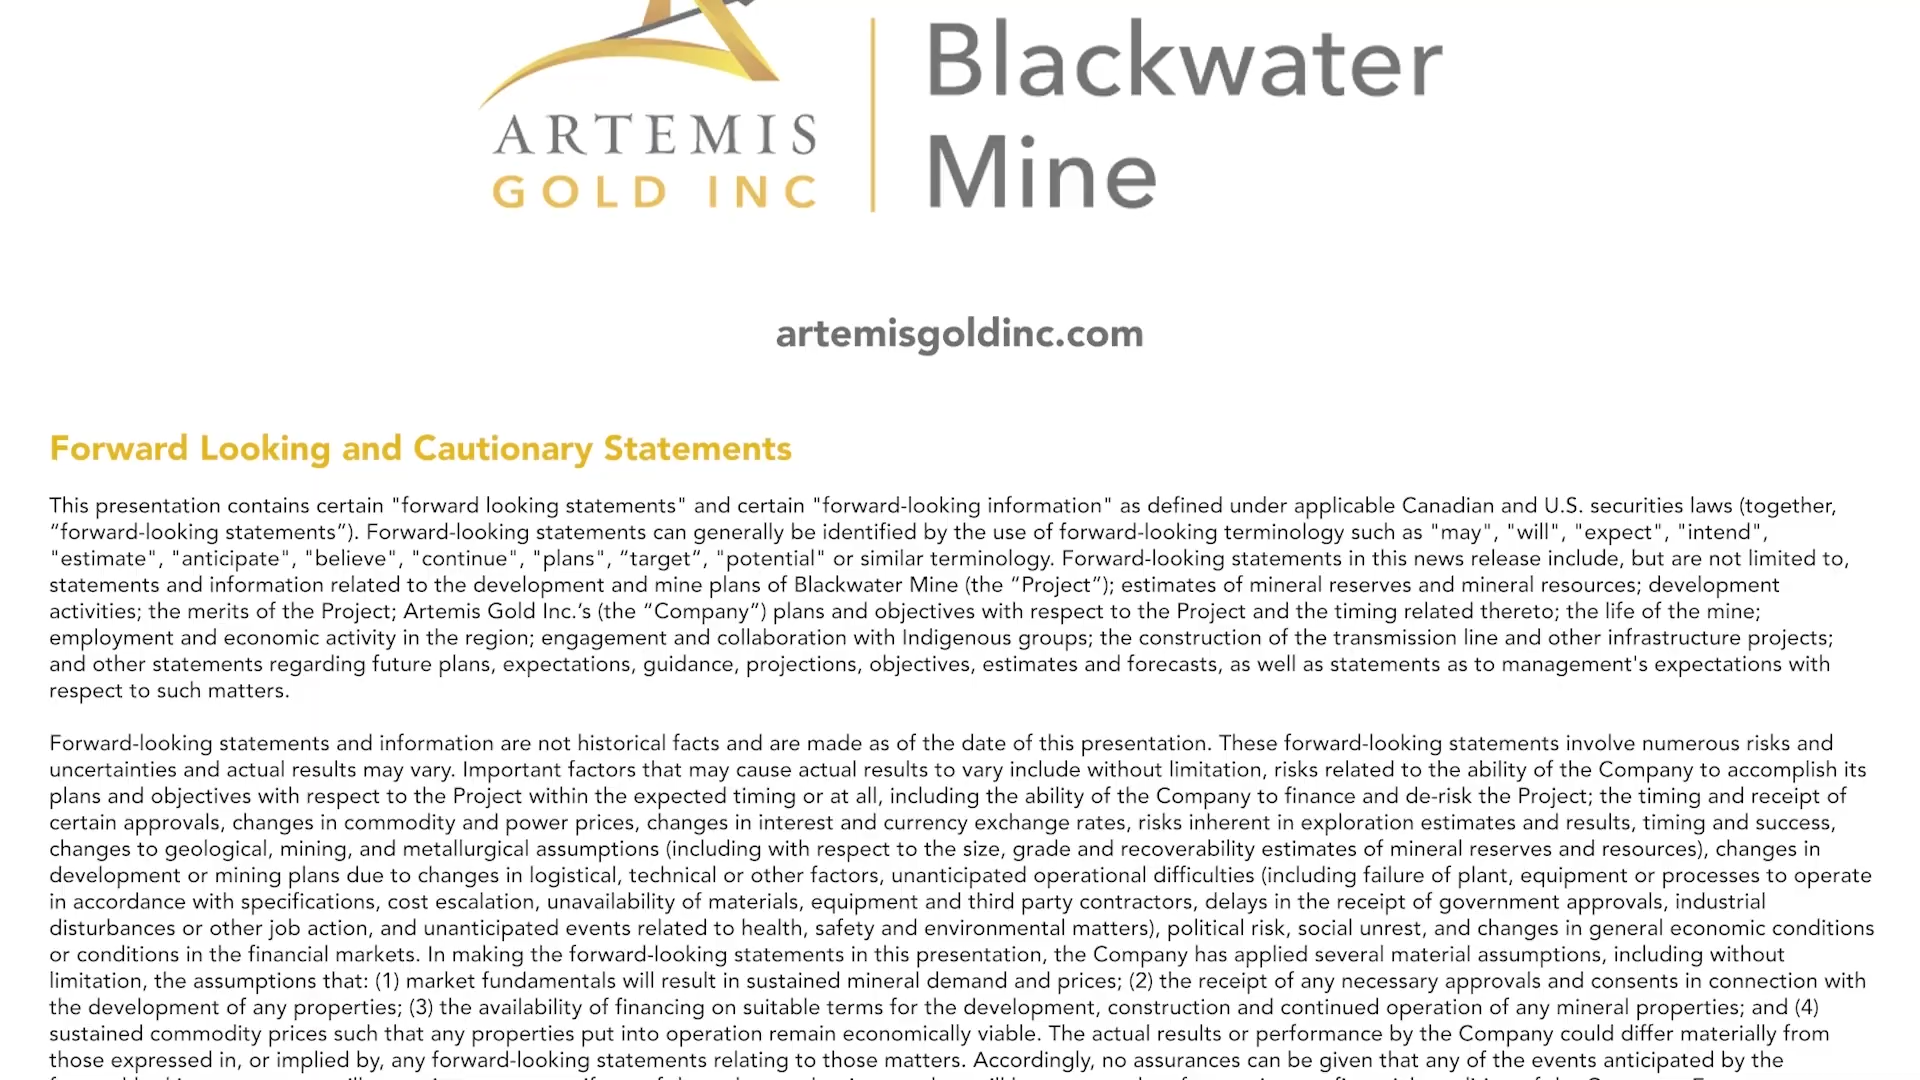 Blackwater
Mine
ARTEMIS
GOLD INC
artemisgoldinc.com
Forward Looking and Cautionary Statements
This presentation contains certain "forward looking statements" and certain "forward-looking information" as defined under applicable Canadian and U.S. securities laws (together,
“forward-looking statements”). Forward-looking statements can generally be identified by the use of forward-looking terminology such as "may", "will", "expect", "intend",
"estimate", "anticipate", "believe", "continue", "plans", “target”, "potential" or similar terminology. Forward-looking statements in this news release include, but are not limited to,
statements and information related to the development and mine plans of Blackwater Mine (the “Project”); estimates of mineral reserves and mineral resources; development
activities; the merits of the Project; Artemis Gold Inc.’s (the “Company”) plans and objectives with respect to the Project and the timing related thereto; the life of the mine;
employment and economic activity in the region; engagement and collaboration with Indigenous groups; the construction of the transmission line and other infrastructure projects;
and other statements regarding future plans, expectations, guidance, projections, objectives, estimates and forecasts, as well as statements as to management's expectations with
respect to such matters.
Forward-looking statements and information are not historical facts and are made as of the date of this presentation. These forward-looking statements involve numerous risks and
uncertainties and actual results may vary. Important factors that may cause actual results to vary include without limitation, risks related to the ability of the Company to accomplish its
plans and objectives with respect to the Project within the expected timing or at all, including the ability of the Company to finance and de-risk the Project; the timing and receipt of
certain approvals, changes in commodity and power prices, changes in interest and currency exchange rates, risks inherent in exploration estimates and results, timing and success,
changes to geological, mining, and metallurgical assumptions (including with respect to the size, grade and recoverability estimates of mineral reserves and resources), changes in
development or mining plans due to changes in logistical, technical or other factors, unanticipated operational difficulties (including failure of plant, equipment or processes to operate
in accordance with specifications, cost escalation, unavailability of materials, equipment and third party contractors, delays in the receipt of government approvals, industrial
disturbances or other job action, and unanticipated events related to health, safety and environmental matters), political risk, social unrest, and changes in general economic conditions
or conditions in the financial markets. In making the forward-looking statements in this presentation, the Company has applied several material assumptions, including without
limitation, the assumptions that: (1) market fundamentals will result in sustained mineral demand and prices; (2) the receipt of any necessary approvals and consents in connection with
the development of any properties; (3) the availability of financing on suitable terms for the development, construction and continued operation of any mineral properties; and (4)
sustained commodity prices such that any properties put into operation remain economically viable. The actual results or performance by the Company could differ materially from
those expressed in, or implied by, any forward-looking statements relating to those matters. Accordingly, no assurances can be given that any of the events anticipated by the